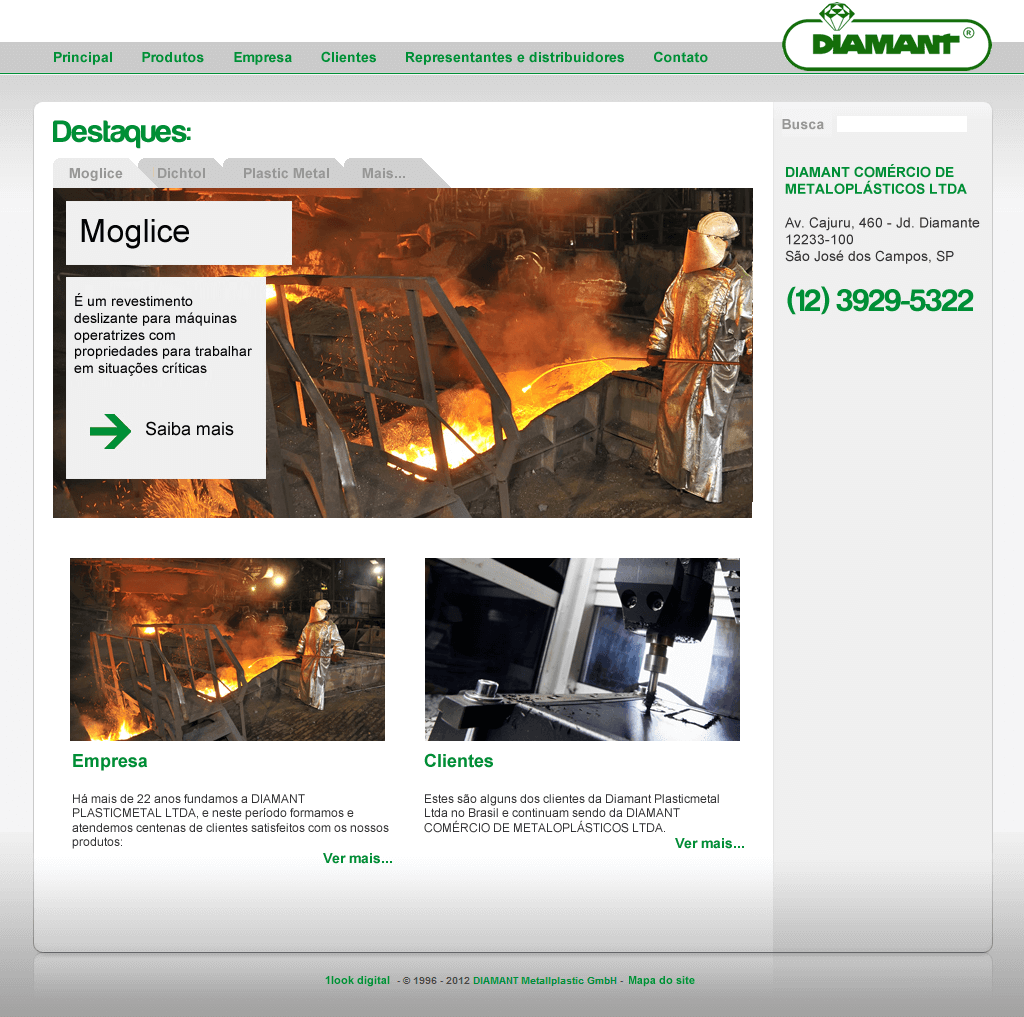 DIAMANT®
Principal Produtos Empresa Clientes Representantes e distribuidores Contato
Destaques:
Moglice Dichtol Plastic Metal Mais...
Moglice
É um revestimento
deslizante para máquinas
operatrizes com
propriedades para trabalhar
em situações críticas
Saiba mais
Busca
DIAMANT COMÉRCIO DE
METALOPLÁSTICOS LTDA
Av. Cajuru, 460 - Jd. Diamante
12233-100
São José dos Campos, SP
(12) 3929-5322
Empresa
Há mais de 22 anos fundamos a DIAMANT
PLASTICMETAL LTDA, e neste período formamos e
atendemos centenas de clientes satisfeitos com os nossos
produtos:
Ver mais...
Clientes
Estes são alguns dos clientes da Diamant Plasticmetal
Ltda no Brasil e continuam sendo da DIAMANT
COMÉRCIO DE METALOPLÁSTICOS LTDA.
Ver mais...
1look digital - © 1996 - 2012 DIAMANT Metallplastic GmbH - Mapa do site